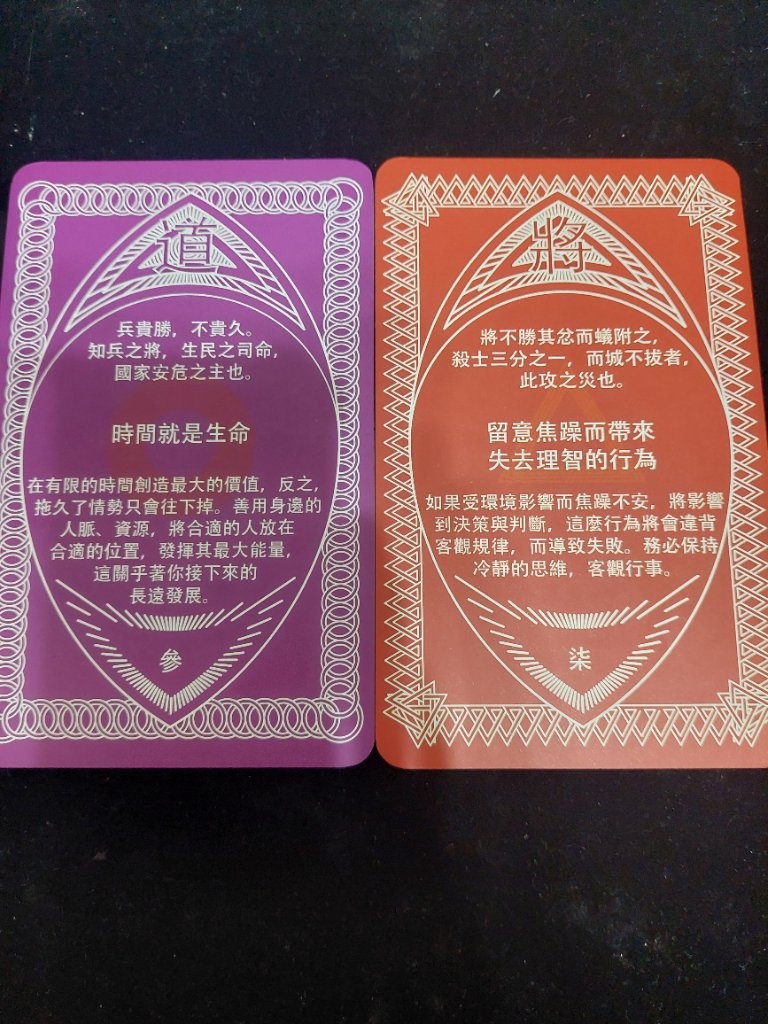 道
兵貴勝，不貴久。
知兵之將，生民之司命，
國家安危之主也。
時間就是生命
在有限的時間創造最大的價值，反之，
拖久了情勢只會往下掉。善用身邊的
人脈、資源，將合適的人放在
合適的位置，發揮其最大能量，
這關乎著你接下來的
長遠發展。
參
將
將不勝其忿而蟻附之，
殺士三分之一，而城不拔者，
此攻之災也。
留意焦躁而帶來
失去理智的行為
如果受環境影響而焦躁不安，將影響
到決策與判斷，這麼行為將會違背
客觀規律，而導致失敗。務必保持
冷靜的思維，客觀行事。
柒